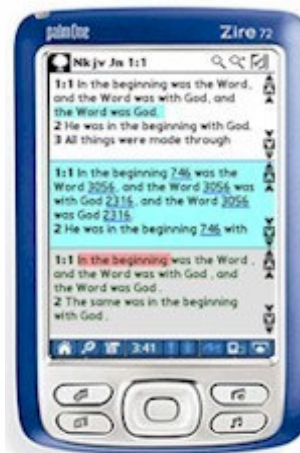 palmOne Zire 72
Nkjv Jn 1:1
1:1 In the beginning was the Word,
and the Word was with God, and
the Word was God.
2 He was in the beginning with God.
3 All things were made through
1:1 In the beginning 746 was the
Word 3056, and the Word 3056 was
with God 2316, and the Word 3056
was God 2316.
2 He was in the beginning 746 with
1:1 In the beginning was the Word ,
and the Word was with God , and
the Word was God .
2 The same was in the beginning
with God .
3:41